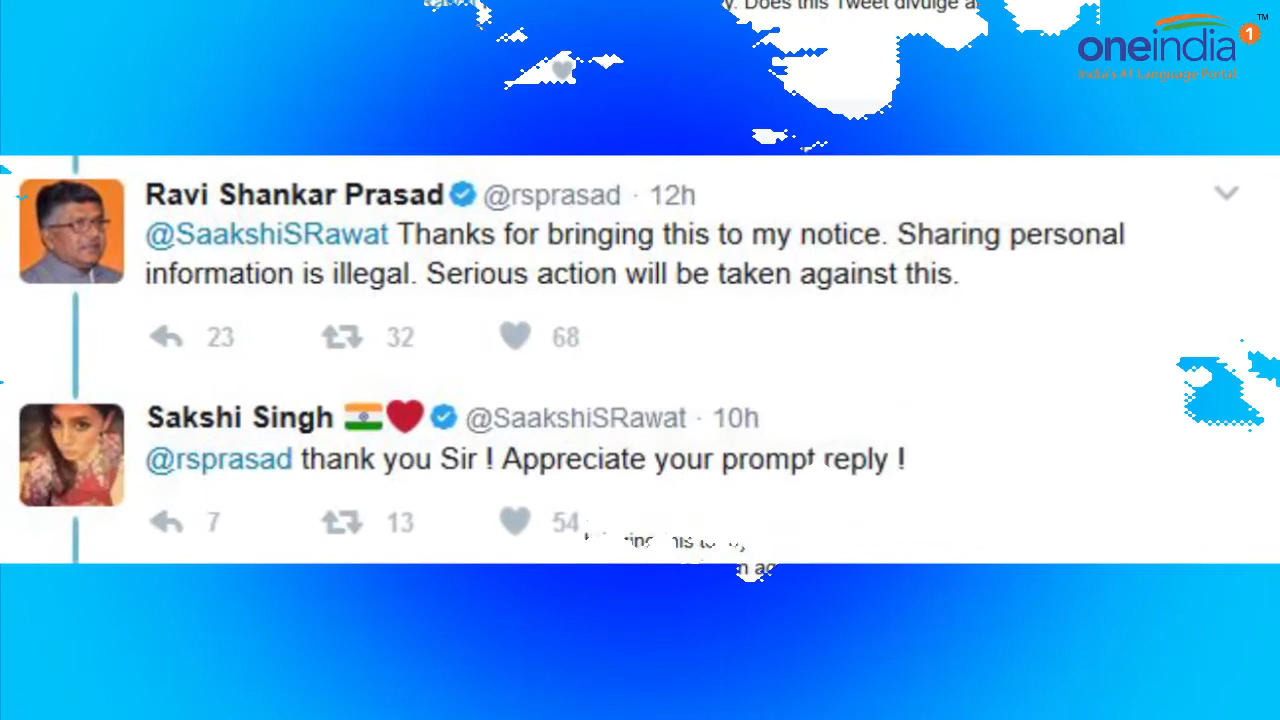 Does this Tweet divulge
oneindia 1 ™
India's #1 Language Portal
Ravi Shankar Prasad @rsprasad · 12h
@SaakshiSRawat Thanks for bringing this to my notice. Sharing personal
information is illegal. Serious action will be taken against this.
23 32 68
Sakshi Singh @SaakshiSRawat · 10h
@rsprasad thank you Sir ! Appreciate your prompt reply !
7 13 54